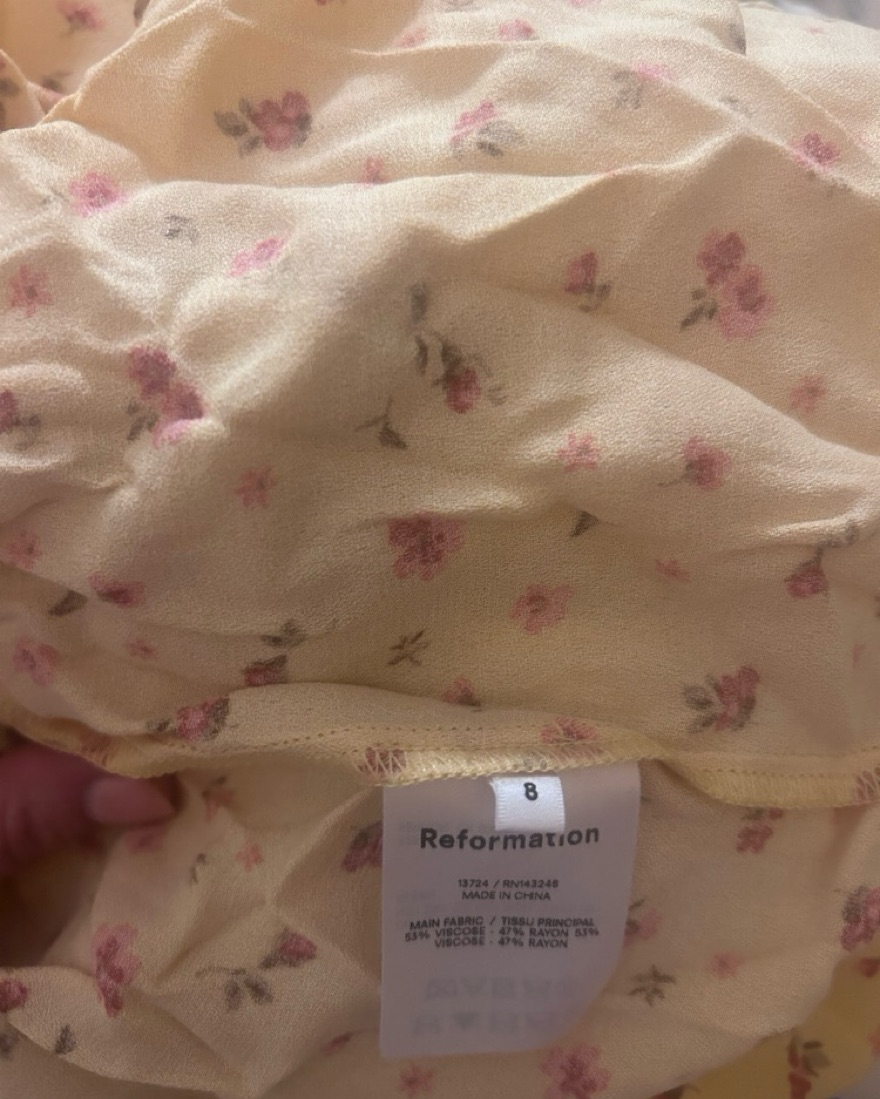 8
Reformation
13724 / RN143248
MADE IN CHINA
MAIN FABRIC / TISSU PRINCIPAL
53% VISCOSE - 47% RAYON 53%
VISCOSE - 47% RAYON